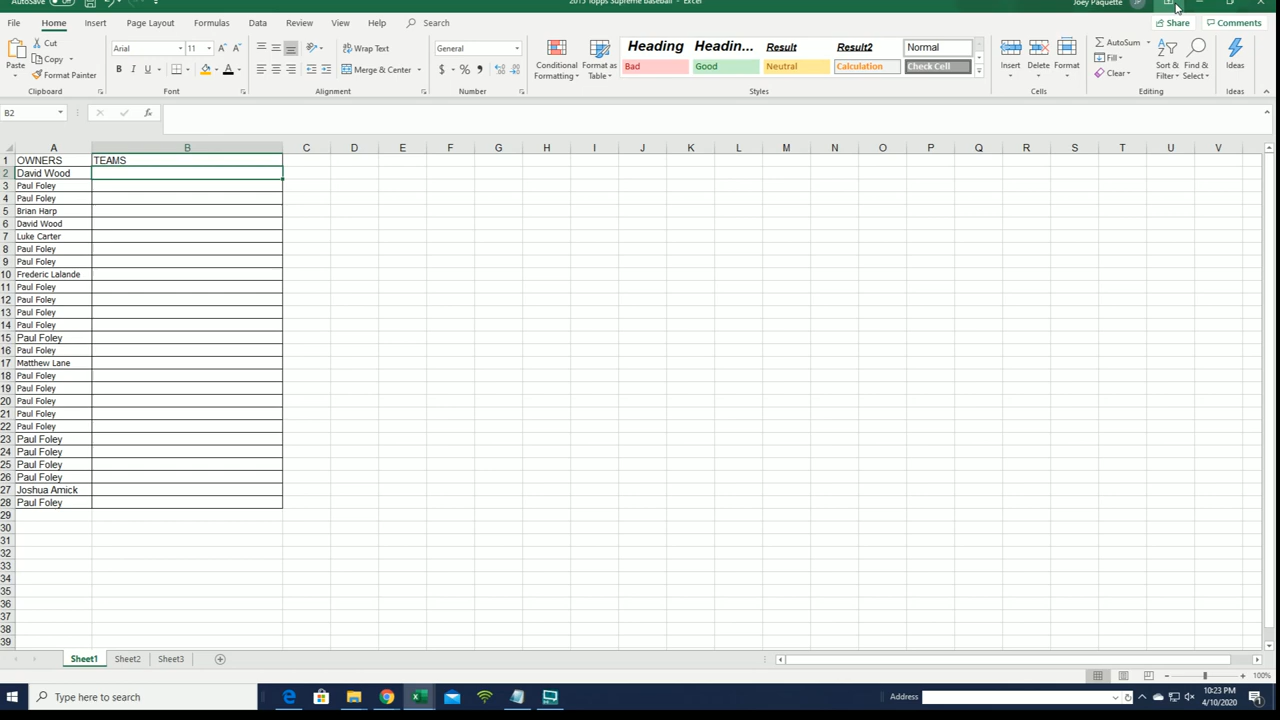 AutoSave
2015 Topps Supreme Baseball - Excel
Joey Paquette JP
File Home Insert Page Layout Formulas Data Review View Help Search
Share Comments
Cut
Copy
Format Painter
Paste
Clipboard
Arial 11
B I U
Font
Wrap Text
Merge & Center
Alignment
General
$ % ,
Number
Conditional Formatting
Format as Table
Heading Headin... Result Result2 Normal
Bad Good Neutral Calculation Check Cell
Styles
Insert Delete Format
Cells
AutoSum
Fill
Clear
Sort & Filter
Find & Select
Editing
Ideas
Ideas
B2
A B C D E F G H I J K L M N O P Q R S T U V
1 OWNERS TEAMS
2 David Wood
3 Paul Foley
4 Paul Foley
5 Brian Harp
6 David Wood
7 Luke Carter
8 Paul Foley
9 Paul Foley
10 Frederic Lalande
11 Paul Foley
12 Paul Foley
13 Paul Foley
14 Paul Foley
15 Paul Foley
16 Paul Foley
17 Matthew Lane
18 Paul Foley
19 Paul Foley
20 Paul Foley
21 Paul Foley
22 Paul Foley
23 Paul Foley
24 Paul Foley
25 Paul Foley
26 Paul Foley
27 Joshua Amick
28 Paul Foley
29
30
31
32
33
34
35
36
37
38
39
Sheet1 Sheet2 Sheet3
100%
Type here to search
Address
10:23 PM
4/10/2020